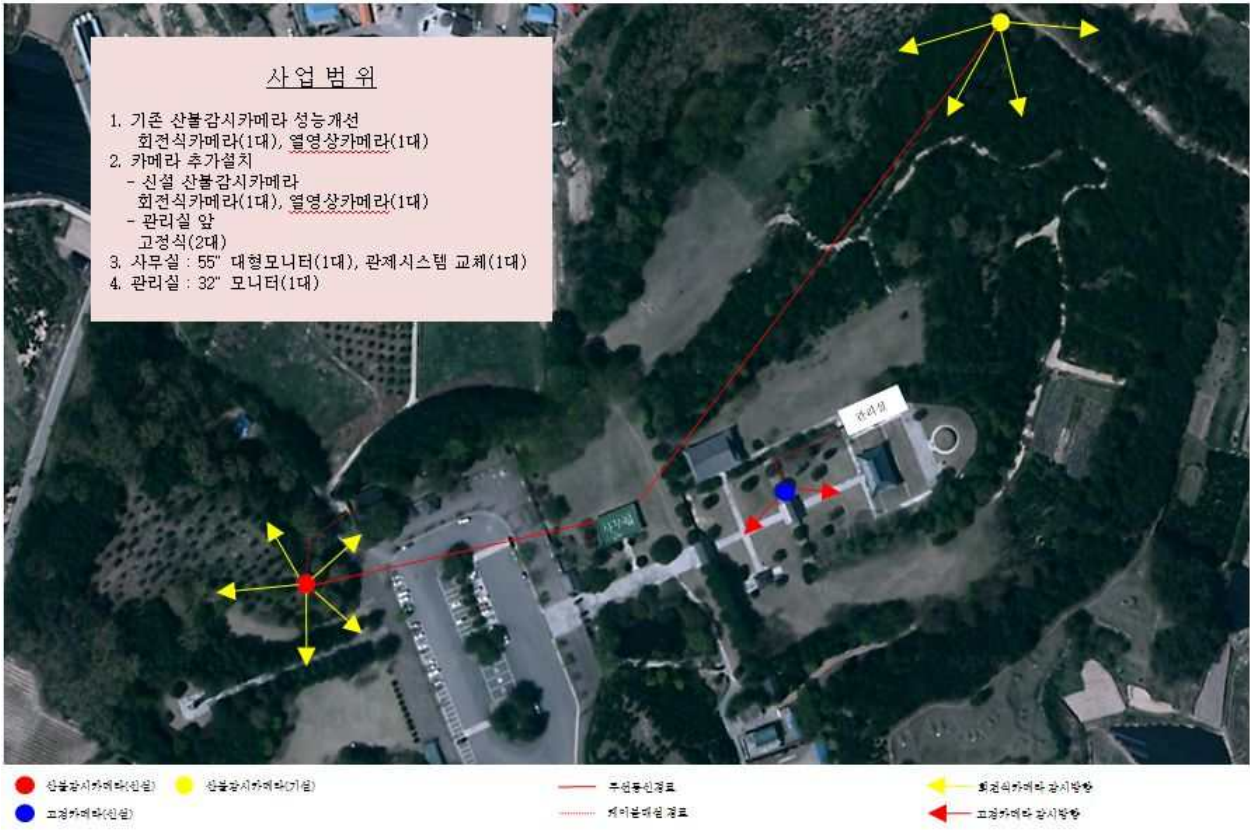 사 업 범 위
1. 기존 산불감시카메라 성능개선
회전식카메라(1대), 열영상카메라(1대)
2. 카메라 추가설치
- 신설 산불감시카메라
회전식카메라(1대), 열영상카메라(1대)
- 관리실 앞
고정식(2대)
3. 사무실 : 55" 대형모니터(1대), 관제시스템 교체(1대)
4. 관리실 : 32" 모니터(1대)
관리실
사무실
산불감시카메라(신설)
산불감시카메라(기설)
무선통신경로
회전식카메라 감시방향
고정카메라(신설)
케이블매설 경로
고정카메라 감시방향